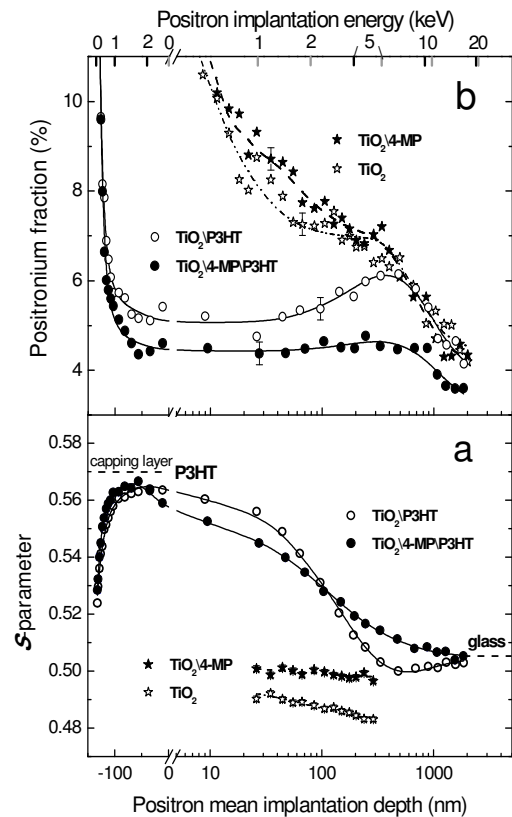 Positron implantation energy (keV)
0 1 2 1 2 5 10 20
b
Positronium fraction (%)
10
8
6
4
TiO2\4-MP
TiO2
TiO2\P3HT
TiO2\4-MP\P3HT
a
S-parameter
0.58
0.56
0.54
0.52
0.50
0.48
capping layer
P3HT
TiO2\P3HT
TiO2\4-MP\P3HT
glass
TiO2\4-MP
TiO2
-100 0 10 100 1000
Positron mean implantation depth (nm)